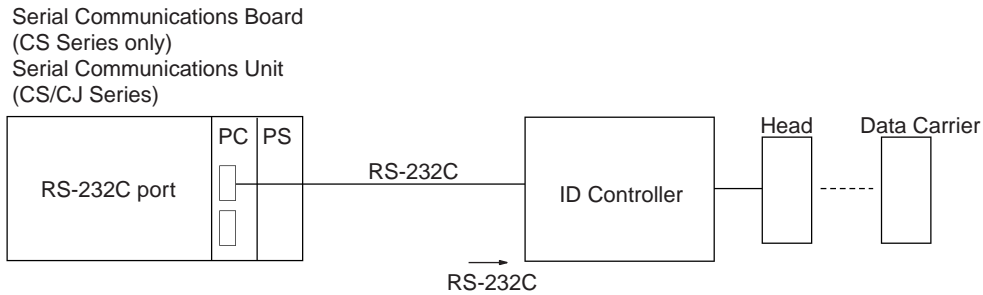 Serial Communications Board
(CS Series only)
Serial Communications Unit
(CS/CJ Series)
PC PS
Head Data Carrier
RS-232C
RS-232C port
ID Controller
RS-232C